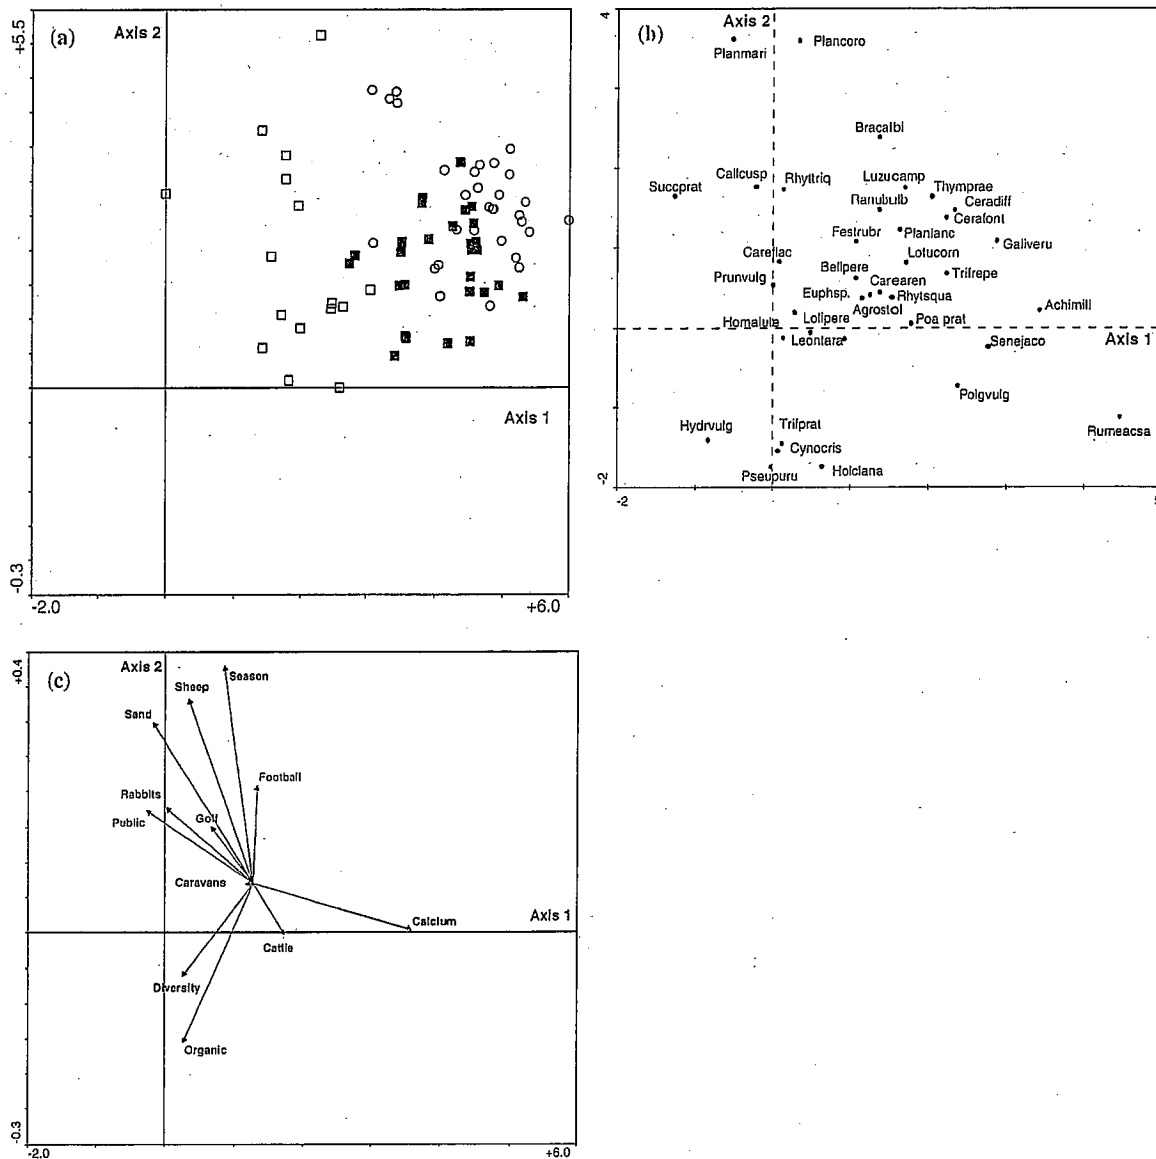 (a)
Axis 2
+5.5
Axis 1
-0.3
-2.0
+6.0
(b)
4
Axis 2
Planmari
Plancoro
Bracalbi
Callcusp
Rhyttriq
Luzucamp
Succprat
Thymprae
Ranubulb
Ceradiff
Cerafont
Festrubr
Planlanc
Galiveru
Careflac
Lotucorn
Bellpere
Trifrepe
Prunvulg
Carearen
Euphsp.
Rhytsqua
Agrostol
Achimill
Homalute
Lolipere
Poa prat
Axis 1
Leontara
Senejaco
Polgvulg
Rumeacsa
Hydrvulg
Trifprat
Cynocris
Pseupuru
Holclana
-2
-2
5
(c)
+0.4
Axis 2
Season
Sheep
Sand
Football
Rabbits
Golf
Public
Caravans
Calcium
Axis 1
Cattle
Diversity
Organic
-0.3
-2.0
+6.0